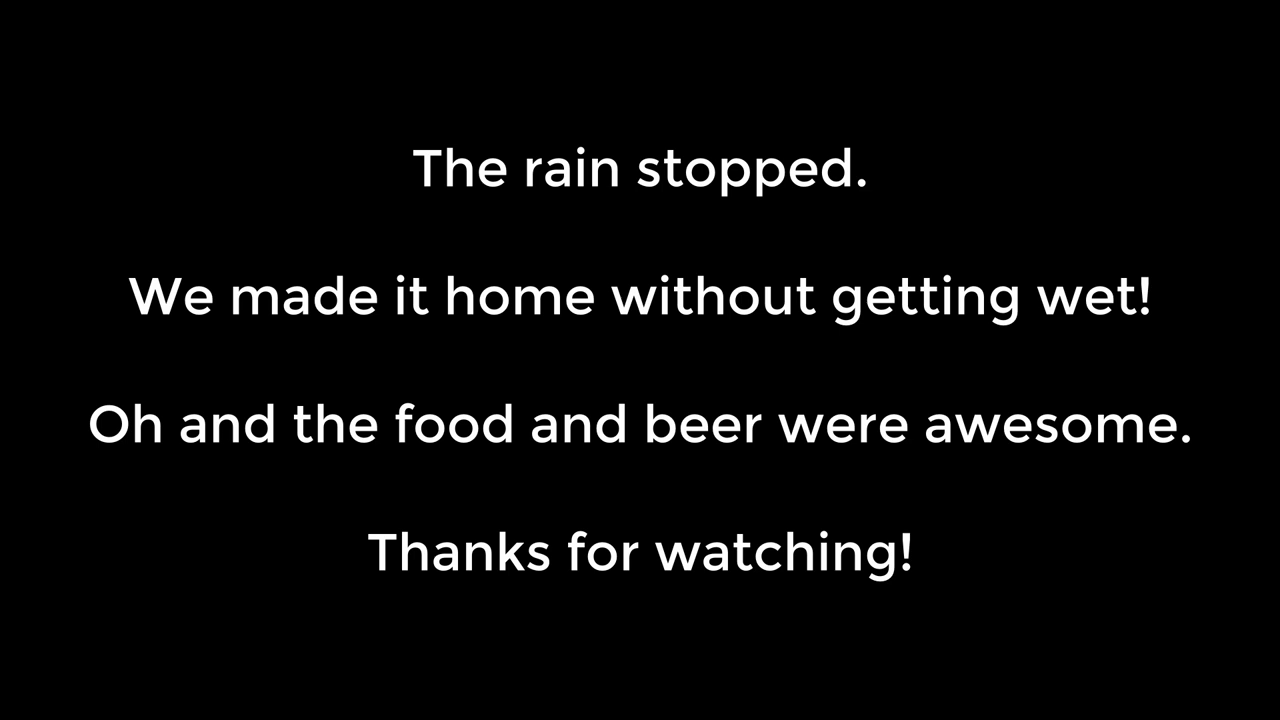 The rain stopped.
We made it home without getting wet!
Oh and the food and beer were awesome.
Thanks for watching!